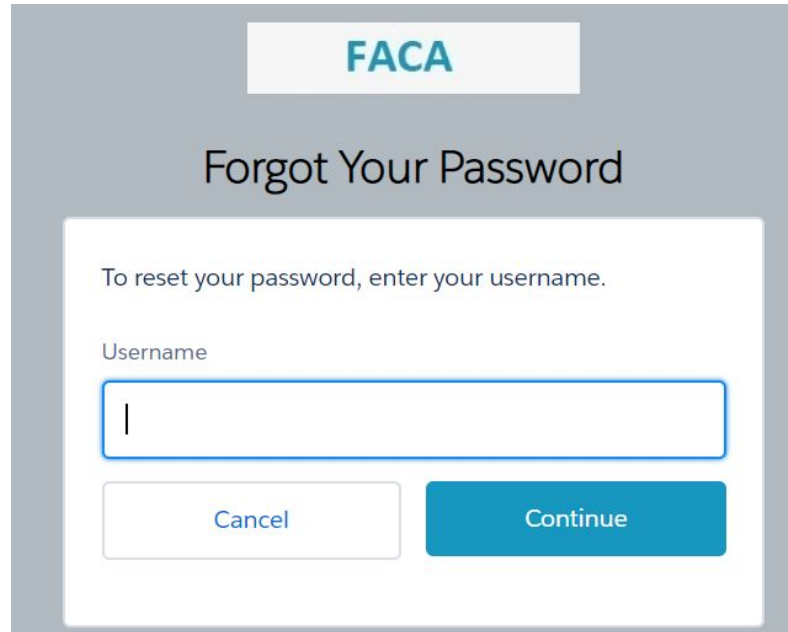 FACA
Forgot Your Password
To reset your password, enter your username.
Username
Cancel
Continue